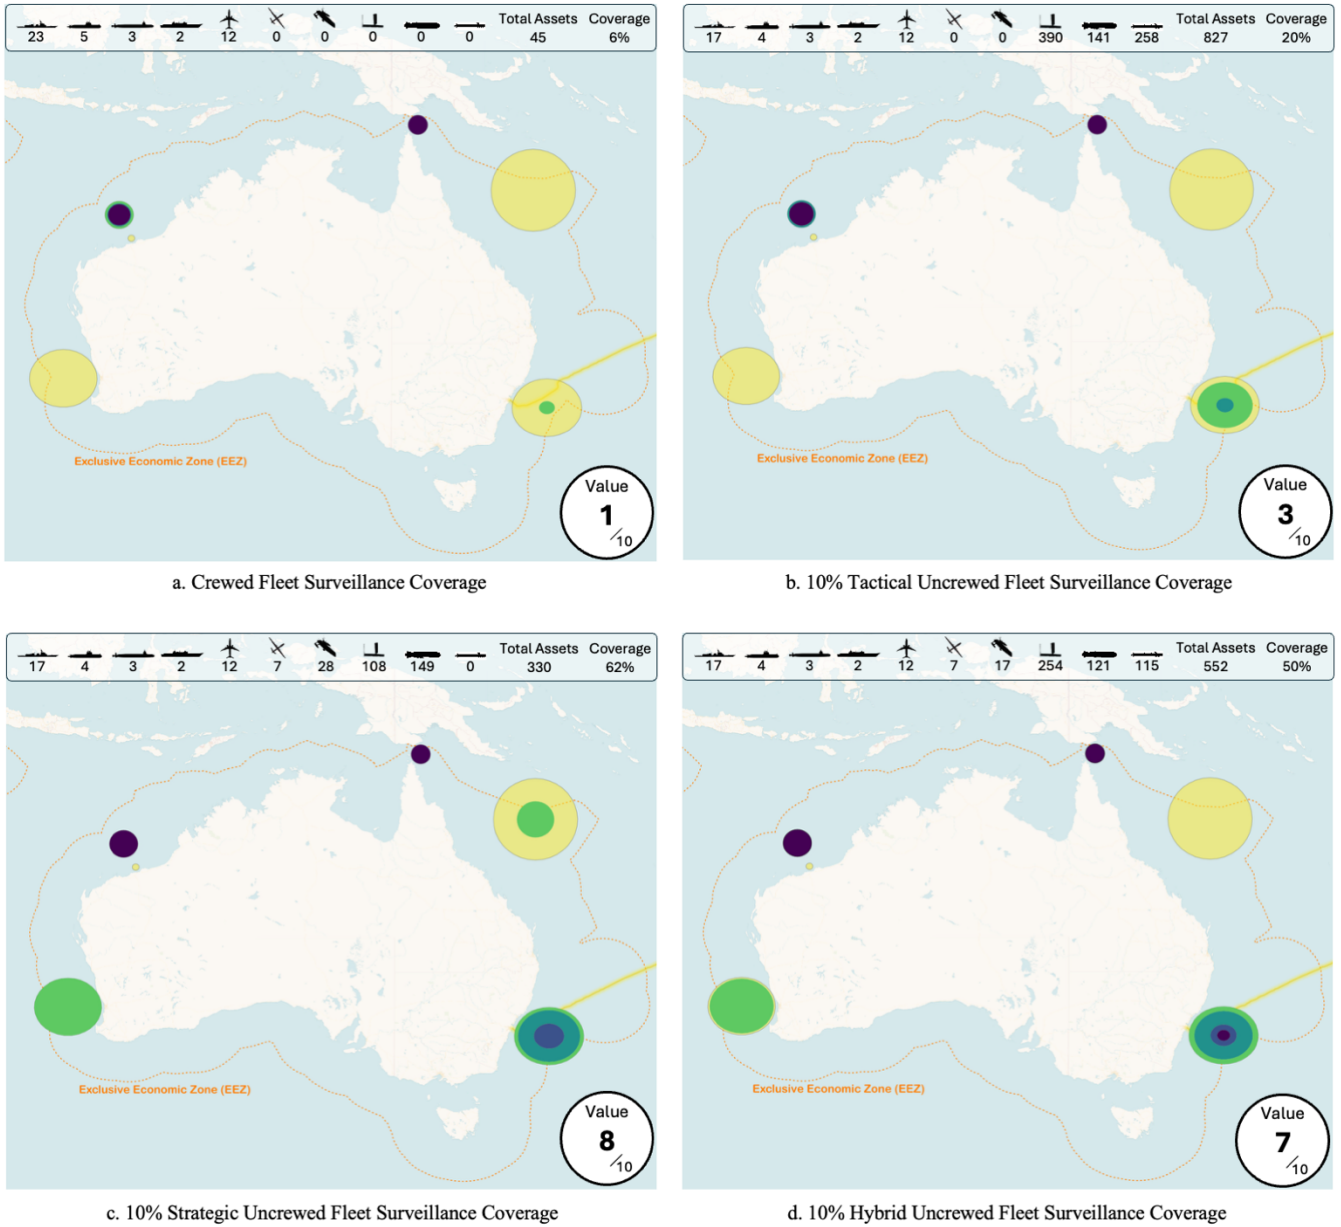 Total Assets Coverage
23 5 3 2 12 0 0 0 0 0 45 6%
Exclusive Economic Zone (EEZ)
Value
1
/10
a. Crewed Fleet Surveillance Coverage
Total Assets Coverage
17 4 3 2 12 0 0 390 141 258 827 20%
Exclusive Economic Zone (EEZ)
Value
3
/10
b. 10% Tactical Uncrewed Fleet Surveillance Coverage
Total Assets Coverage
17 4 3 2 12 7 28 108 149 0 330 62%
Exclusive Economic Zone (EEZ)
Value
8
/10
c. 10% Strategic Uncrewed Fleet Surveillance Coverage
Total Assets Coverage
17 4 3 2 12 7 17 254 121 115 552 50%
Exclusive Economic Zone (EEZ)
Value
7
/10
d. 10% Hybrid Uncrewed Fleet Surveillance Coverage